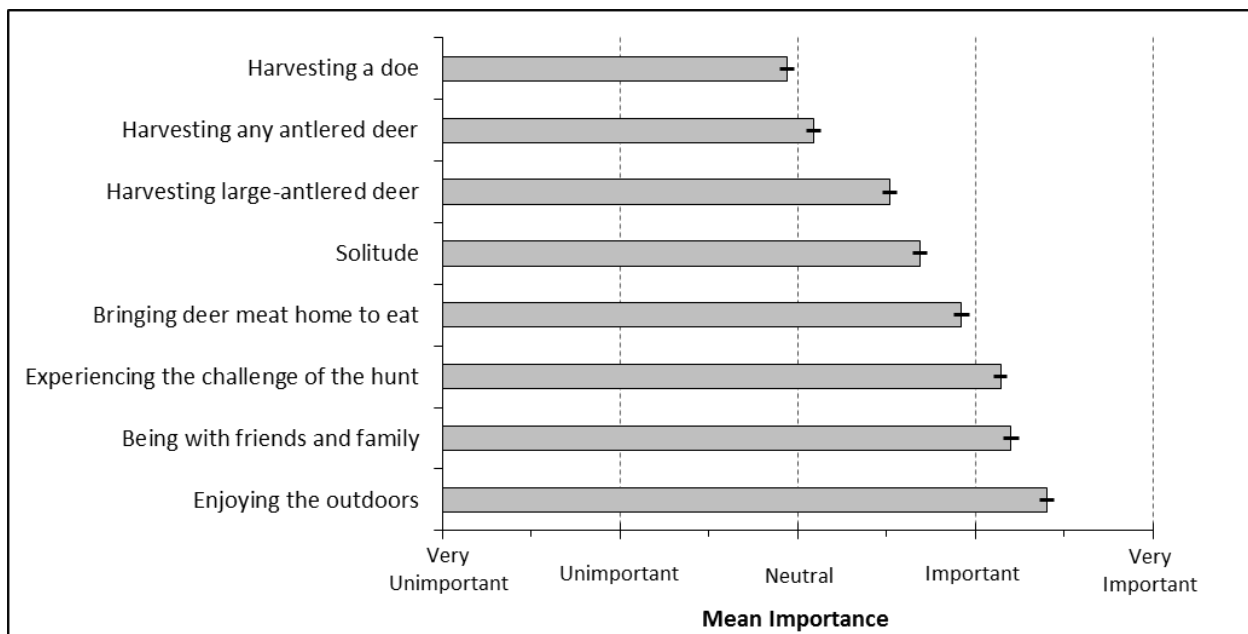 Harvesting a doe
Harvesting any antlered deer
Harvesting large-antlered deer
Solitude
Bringing deer meat home to eat
Experiencing the challenge of the hunt
Being with friends and family
Enjoying the outdoors
Very
Unimportant
Unimportant
Neutral
Important
Very
Important
Mean Importance